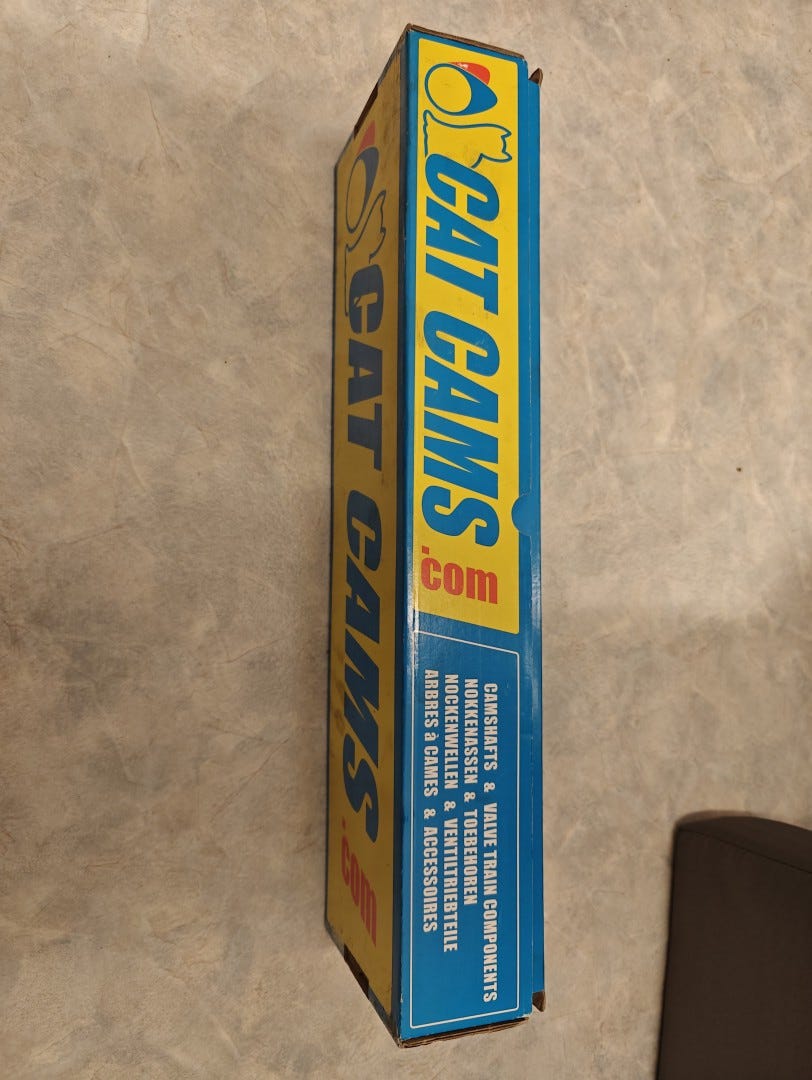 CAT CAMS
.com
CAMSHAFTS & VALVE TRAIN COMPONENTS
NOKKENASSEN & TOEBEHOREN
NOCKENWELLEN & VENTILTRIEBTEILE
ARBRES à CAMES & ACCESSOIRES
CAT CAMS
.com